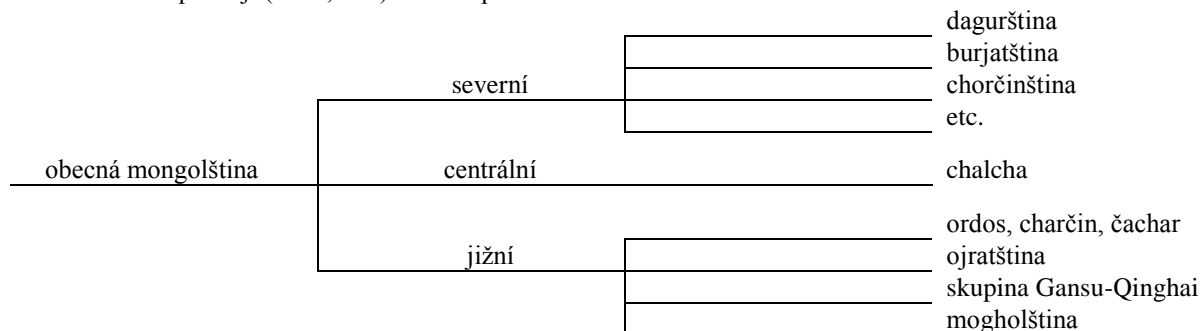 dagurština
burjatština
severní chorčinština
etc.
obecná mongolština centrální chalcha
ordos, charčin, čachar
jižní ojratština
skupina Gansu-Qinghai
mogholština